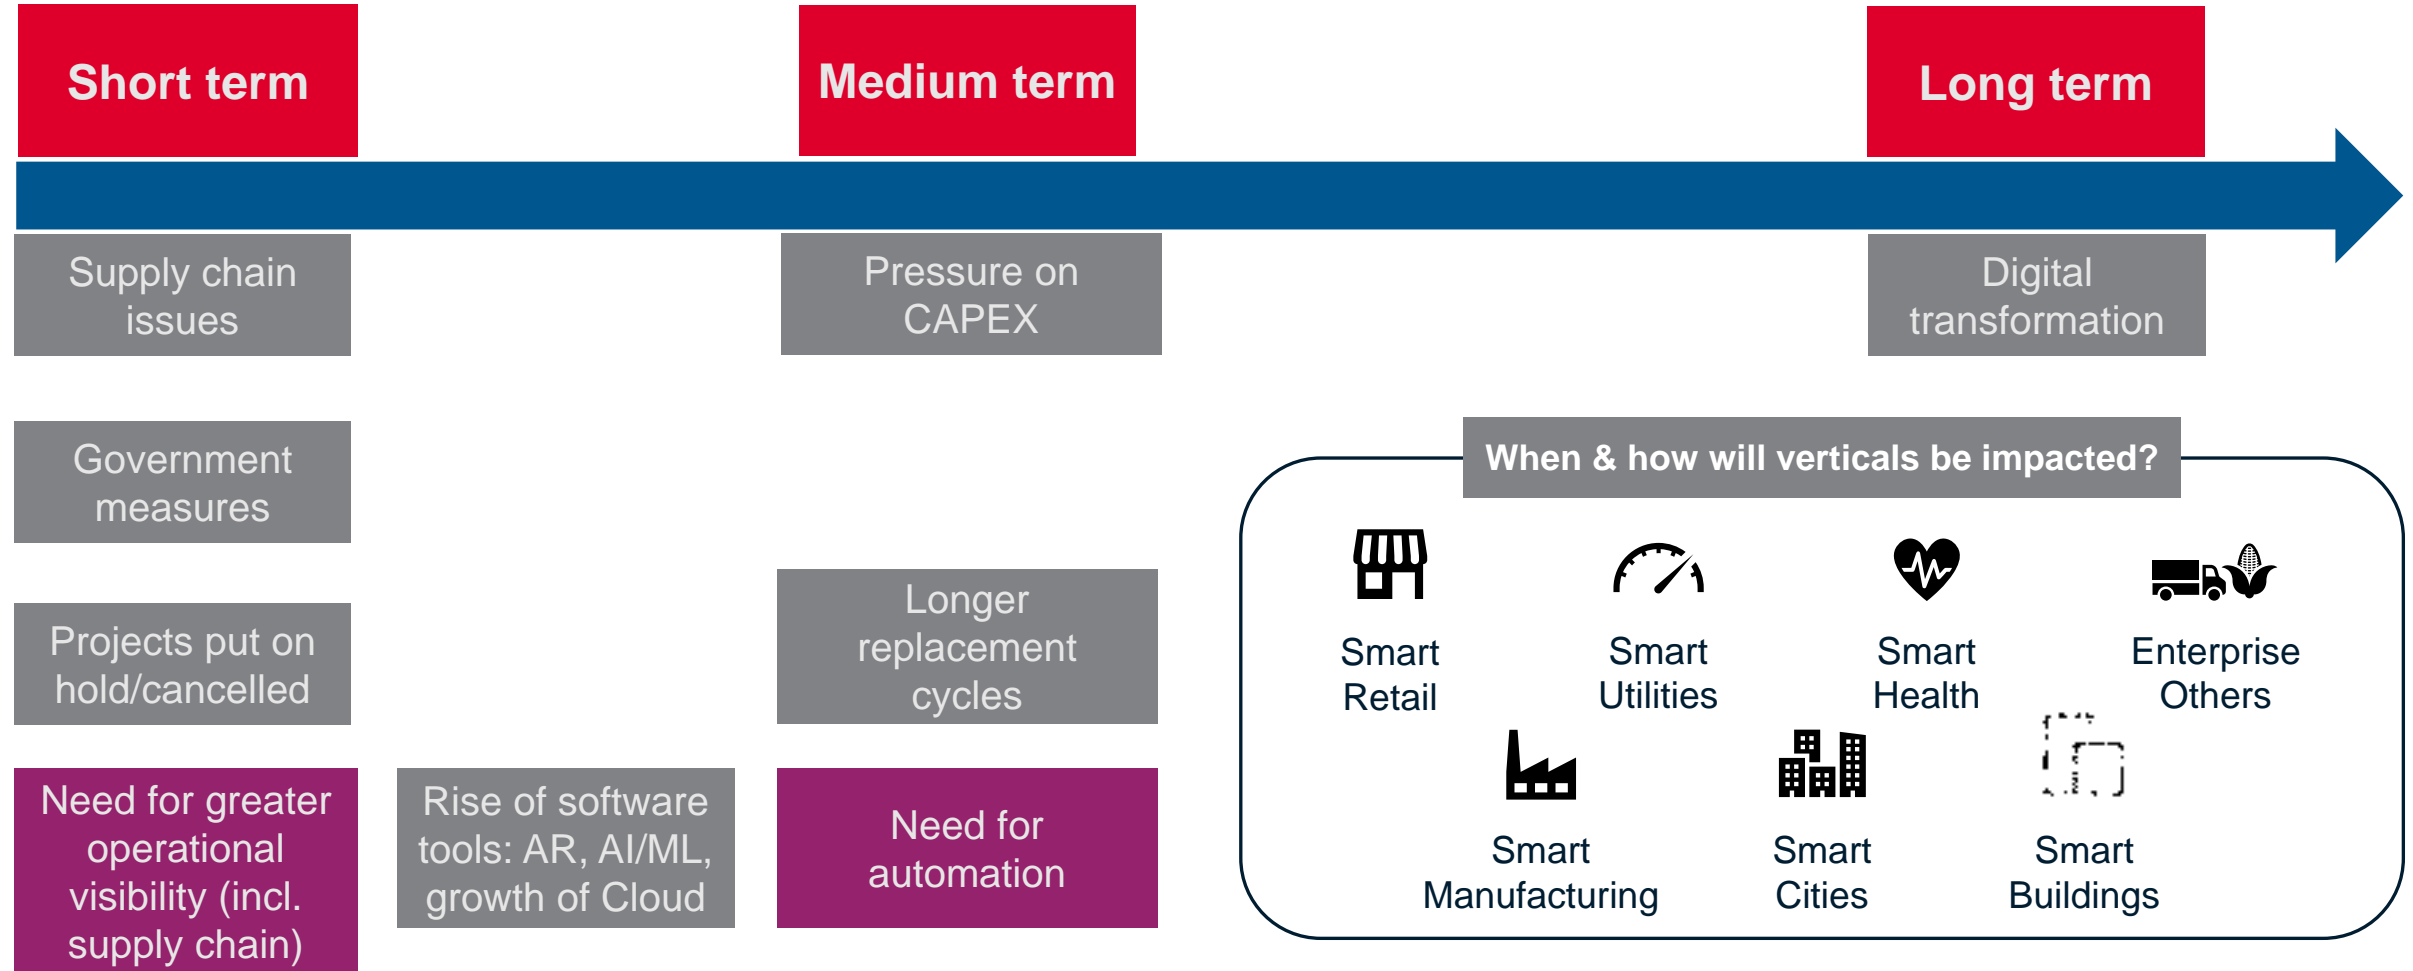 Short term
Medium term
Long term
Supply chain
issues
Pressure on
CAPEX
Digital
transformation
Government
measures
Projects put on
hold/cancelled
Longer
replacement
cycles
Need for greater
operational
visibility (incl.
supply chain)
Rise of software
tools: AR, AI/ML,
growth of Cloud
Need for
automation
When & how will verticals be impacted?
Smart
Retail
Smart
Utilities
Smart
Health
Enterprise
Others
Smart
Manufacturing
Smart
Cities
Smart
Buildings